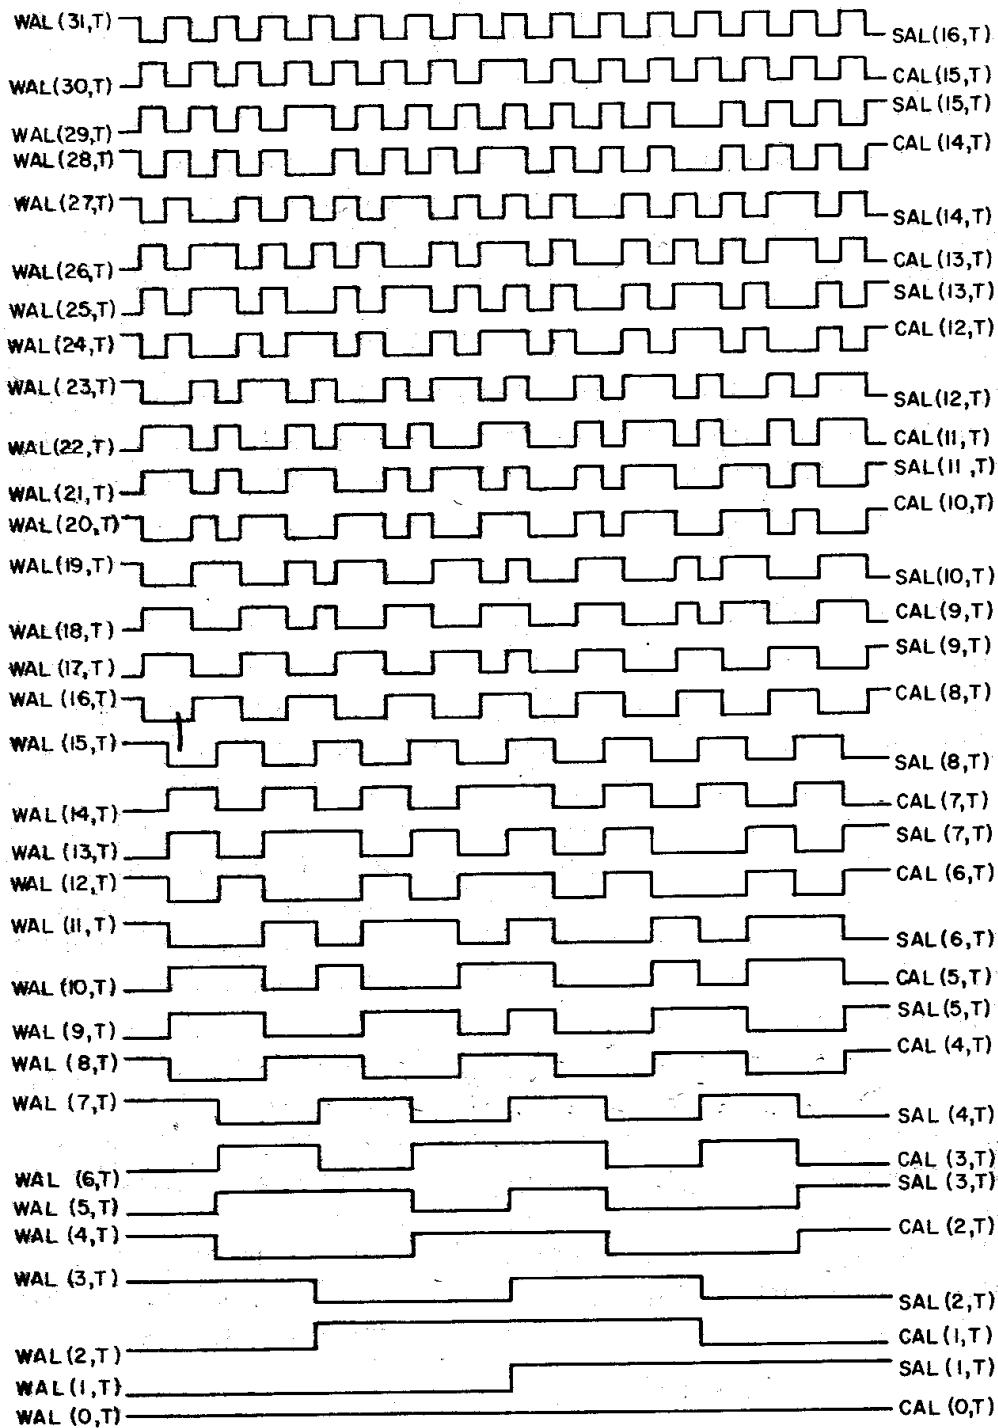 WAL (31,T) SAL(16,T)
WAL(30,T) CAL(15,T)
WAL(29,T) SAL(15,T)
WAL(28,T) CAL(14,T)
WAL(27,T) SAL(14,T)
WAL(26,T) CAL(13,T)
WAL(25,T) SAL(13,T)
WAL(24,T) CAL(12,T)
WAL(23,T) SAL(12,T)
WAL(22,T) CAL(11,T)
WAL(21,T) SAL(11,T)
WAL(20,T) CAL(10,T)
WAL(19,T) SAL(10,T)
WAL(18,T) CAL(9,T)
WAL(17,T) SAL(9,T)
WAL (16,T) CAL(8,T)
WAL (15,T) SAL (8,T)
WAL (14,T) CAL(7,T)
WAL (13,T) SAL (7,T)
WAL (12,T) CAL (6,T)
WAL (11,T) SAL(6,T)
WAL (10,T) CAL(5,T)
WAL (9,T) SAL(5,T)
WAL (8,T) CAL (4,T)
WAL (7,T) SAL (4,T)
WAL (6,T) CAL (3,T)
WAL (5,T) SAL (3,T)
WAL (4,T) CAL (2,T)
WAL (3,T) SAL (2,T)
WAL (2,T) CAL (1,T)
WAL (1,T) SAL (1,T)
WAL (0,T) CAL (0,T)